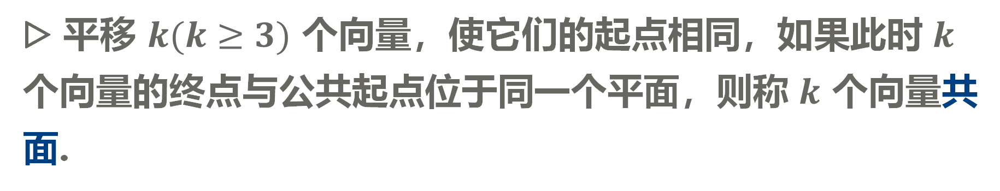 ▷ 平移 k(k ≥ 3) 个向量，使它们的起点相同，如果此时 k
个向量的终点与公共起点位于同一个平面，则称 k 个向量共
面.